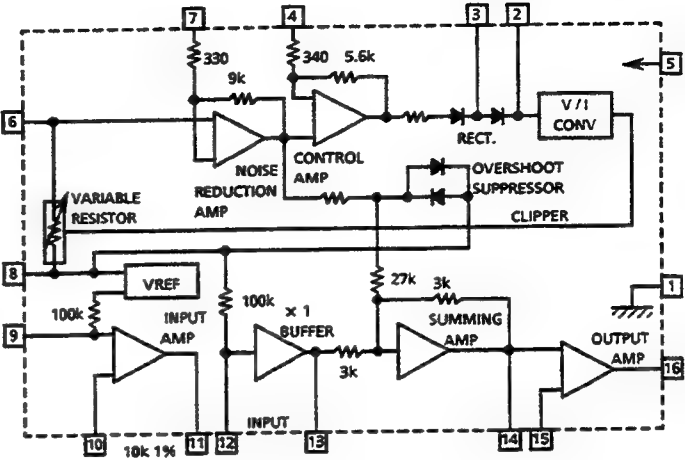 7
4
3
2
5
330
340
5.6k
9k
V / I
CONV
RECT.
6
NOISE
REDUCTION
AMP
CONTROL
AMP
OVERSHOOT
SUPPRESSOR
VARIABLE
RESISTOR
CLIPPER
8
VREF
27k
3k
1
100k
100k
× 1
BUFFER
INPUT
AMP
SUMMING
AMP
OUTPUT
AMP
9
3k
16
INPUT
10
10k 1%
11
12
13
14
15